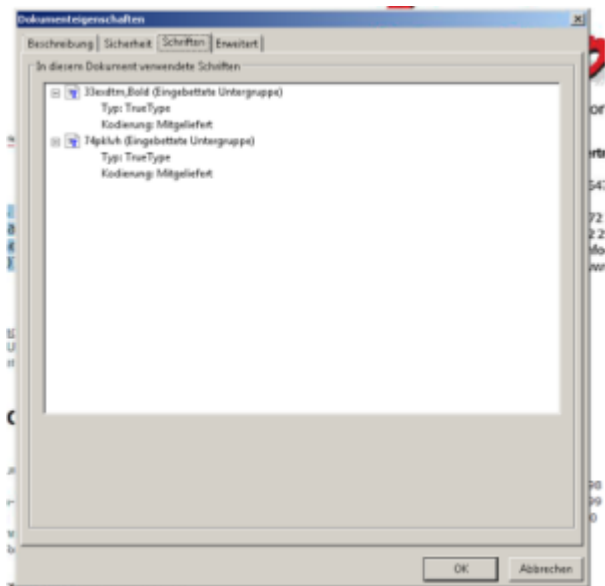 Dokumenteigenschaften
Beschreibung Sicherheit Schriften Erweitert
In diesem Dokument verwendete Schriften
33exdtm,Bold (Eingebettete Untergruppe)
Typ: TrueType
Kodierung: Mitgeliefert
74pklvh (Eingebettete Untergruppe)
Typ: TrueType
Kodierung: Mitgeliefert
OK Abbrechen